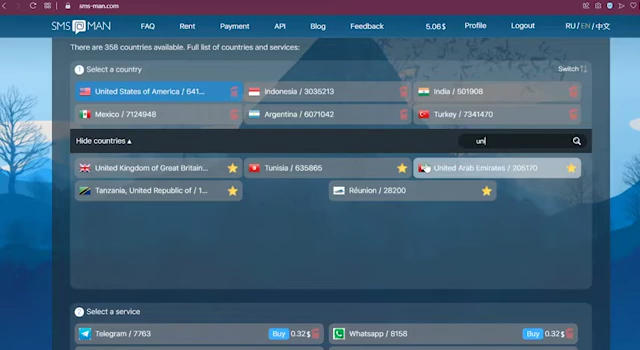 sms-man.com
SMS MAN FAQ Rent Payment API Blog Feedback 5.06$ Profile Logout RU / EN / 中文
There are 358 countries available. Full list of countries and services:
1 Select a country Switch
United States of America / 641... Indonesia / 3035213 India / 501908
Mexico / 7124948 Argentina / 6071042 Turkey / 7341470
Hide countries ▲ uni
United Kingdom of Great Britain... Tunisia / 635865 United Arab Emirates / 205170
Tanzania, United Republic of / 1... Réunion / 28200
2 Select a service
Telegram / 7763 Buy 0.32$ Whatsapp / 8158 Buy 0.32$